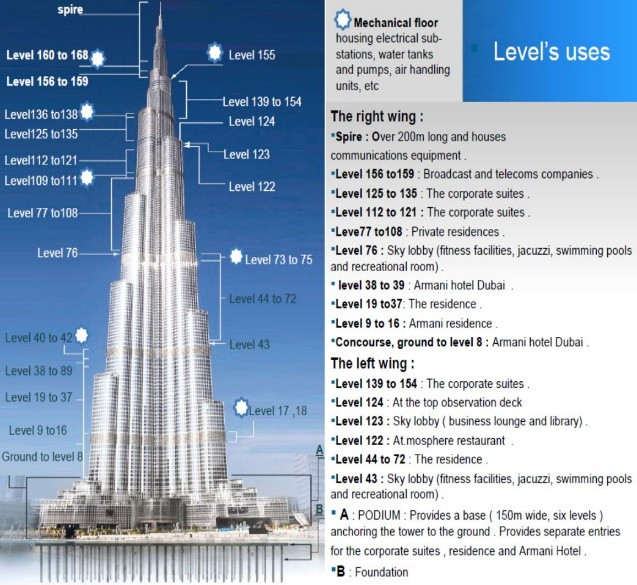 spire
Level 160 to 168
Level 155
Level 156 to 159
Level 139 to 154
Level136 to138
Level 124
Level125 to135
Level 123
Level112 to121
Level109 to111
Level 122
Level 77 to108
Level 76
Level 73 to 75
Level 44 to 72
Level 40 to 42
Level 43
Level 38 to 89
Level 19 to 37
Level 17 ,18
Level 9 to16
Ground to level 8
A
B
Mechanical floor
housing electrical sub-
stations, water tanks
and pumps, air handling
units, etc
Level's uses
The right wing :
▪Spire : Over 200m long and houses
communications equipment .
▪Level 156 to159 : Broadcast and telecoms companies .
▪Level 125 to 135 : The corporate suites .
▪Level 112 to 121 : The corporate suites .
▪Leve77 to108 : Private residences .
▪Level 76 : Sky lobby (fitness facilities, jacuzzi, swimming pools
and recreational room) .
▪ level 38 to 39 : Armani hotel Dubai .
▪Level 19 to37: The residence .
▪Level 9 to 16 : Armani residence .
▪Concourse, ground to level 8 : Armani hotel Dubai .
The left wing :
▪Level 139 to 154 : The corporate suites .
▪Level 124 : At the top observation deck
▪Level 123 : Sky lobby ( business lounge and library) .
▪Level 122 : At.mosphere restaurant .
▪Level 44 to 72 : The residence .
▪Level 43 : Sky lobby (fitness facilities, jacuzzi, swimming pools
and recreational room) .
▪ A : PODIUM : Provides a base ( 150m wide, six levels )
anchoring the tower to the ground . Provides separate entries
for the corporate suites , residence and Armani Hotel .
▪B : Foundation